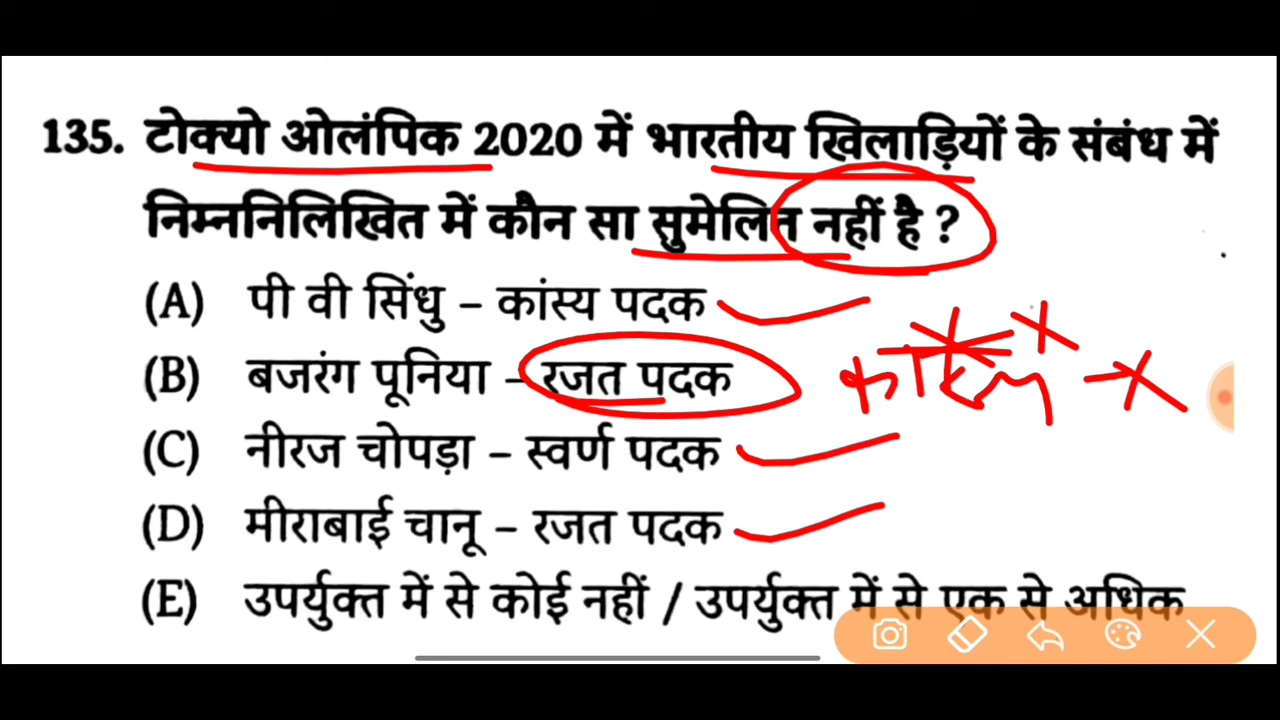 135. टोक्यो ओलंपिक 2020 में भारतीय खिलाड़ियों के संबंध में
निम्ननिलिखित में कौन सा सुमेलित नहीं है ?
(A) पी वी सिंधु – कांस्य पदक
(B) बजरंग पूनिया – रजत पदक
कांस्य
(C) नीरज चोपड़ा – स्वर्ण पदक
(D) मीराबाई चानू – रजत पदक
(E) उपर्युक्त में से कोई नहीं / उपर्युक्त में से एक से अधिक